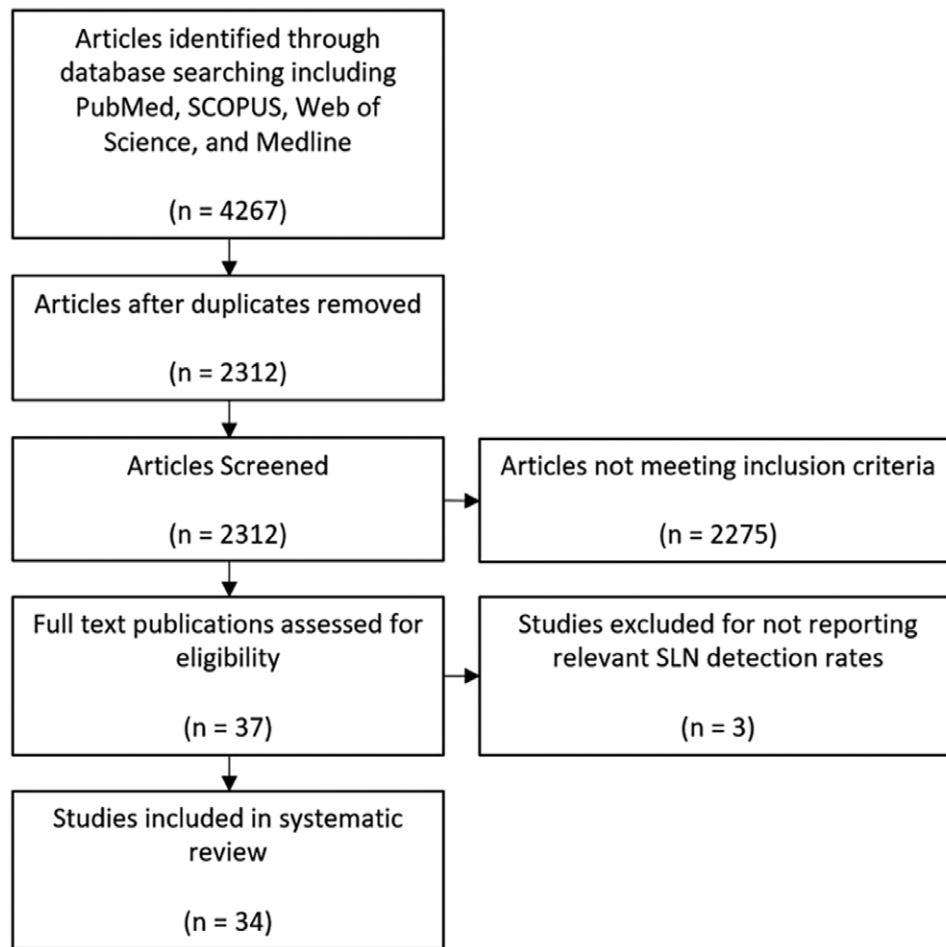 Articles identified through
database searching including
PubMed, SCOPUS, Web of
Science, and Medline
(n = 4267)
Articles after duplicates removed
(n = 2312)
Articles Screened
(n = 2312)
Articles not meeting inclusion criteria
(n = 2275)
Full text publications assessed for
eligibility
(n = 37)
Studies excluded for not reporting
relevant SLN detection rates
(n = 3)
Studies included in systematic
review
(n = 34)